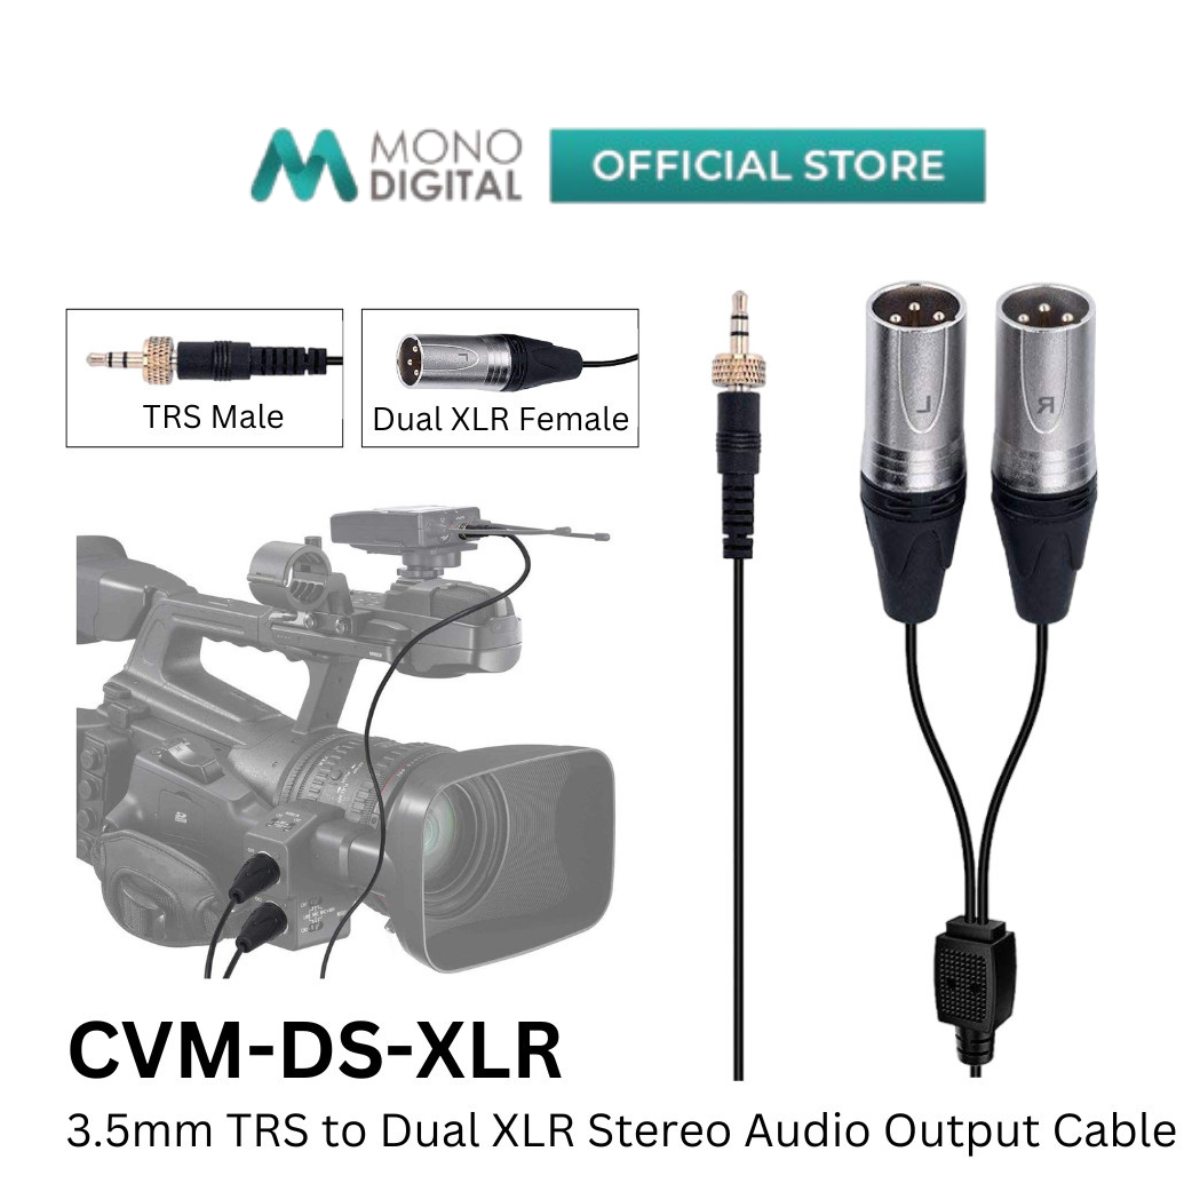 MONO
DIGITAL
OFFICIAL STORE
TRS Male
Dual XLR Female
L
L
R
CVM-DS-XLR
3.5mm TRS to Dual XLR Stereo Audio Output Cable